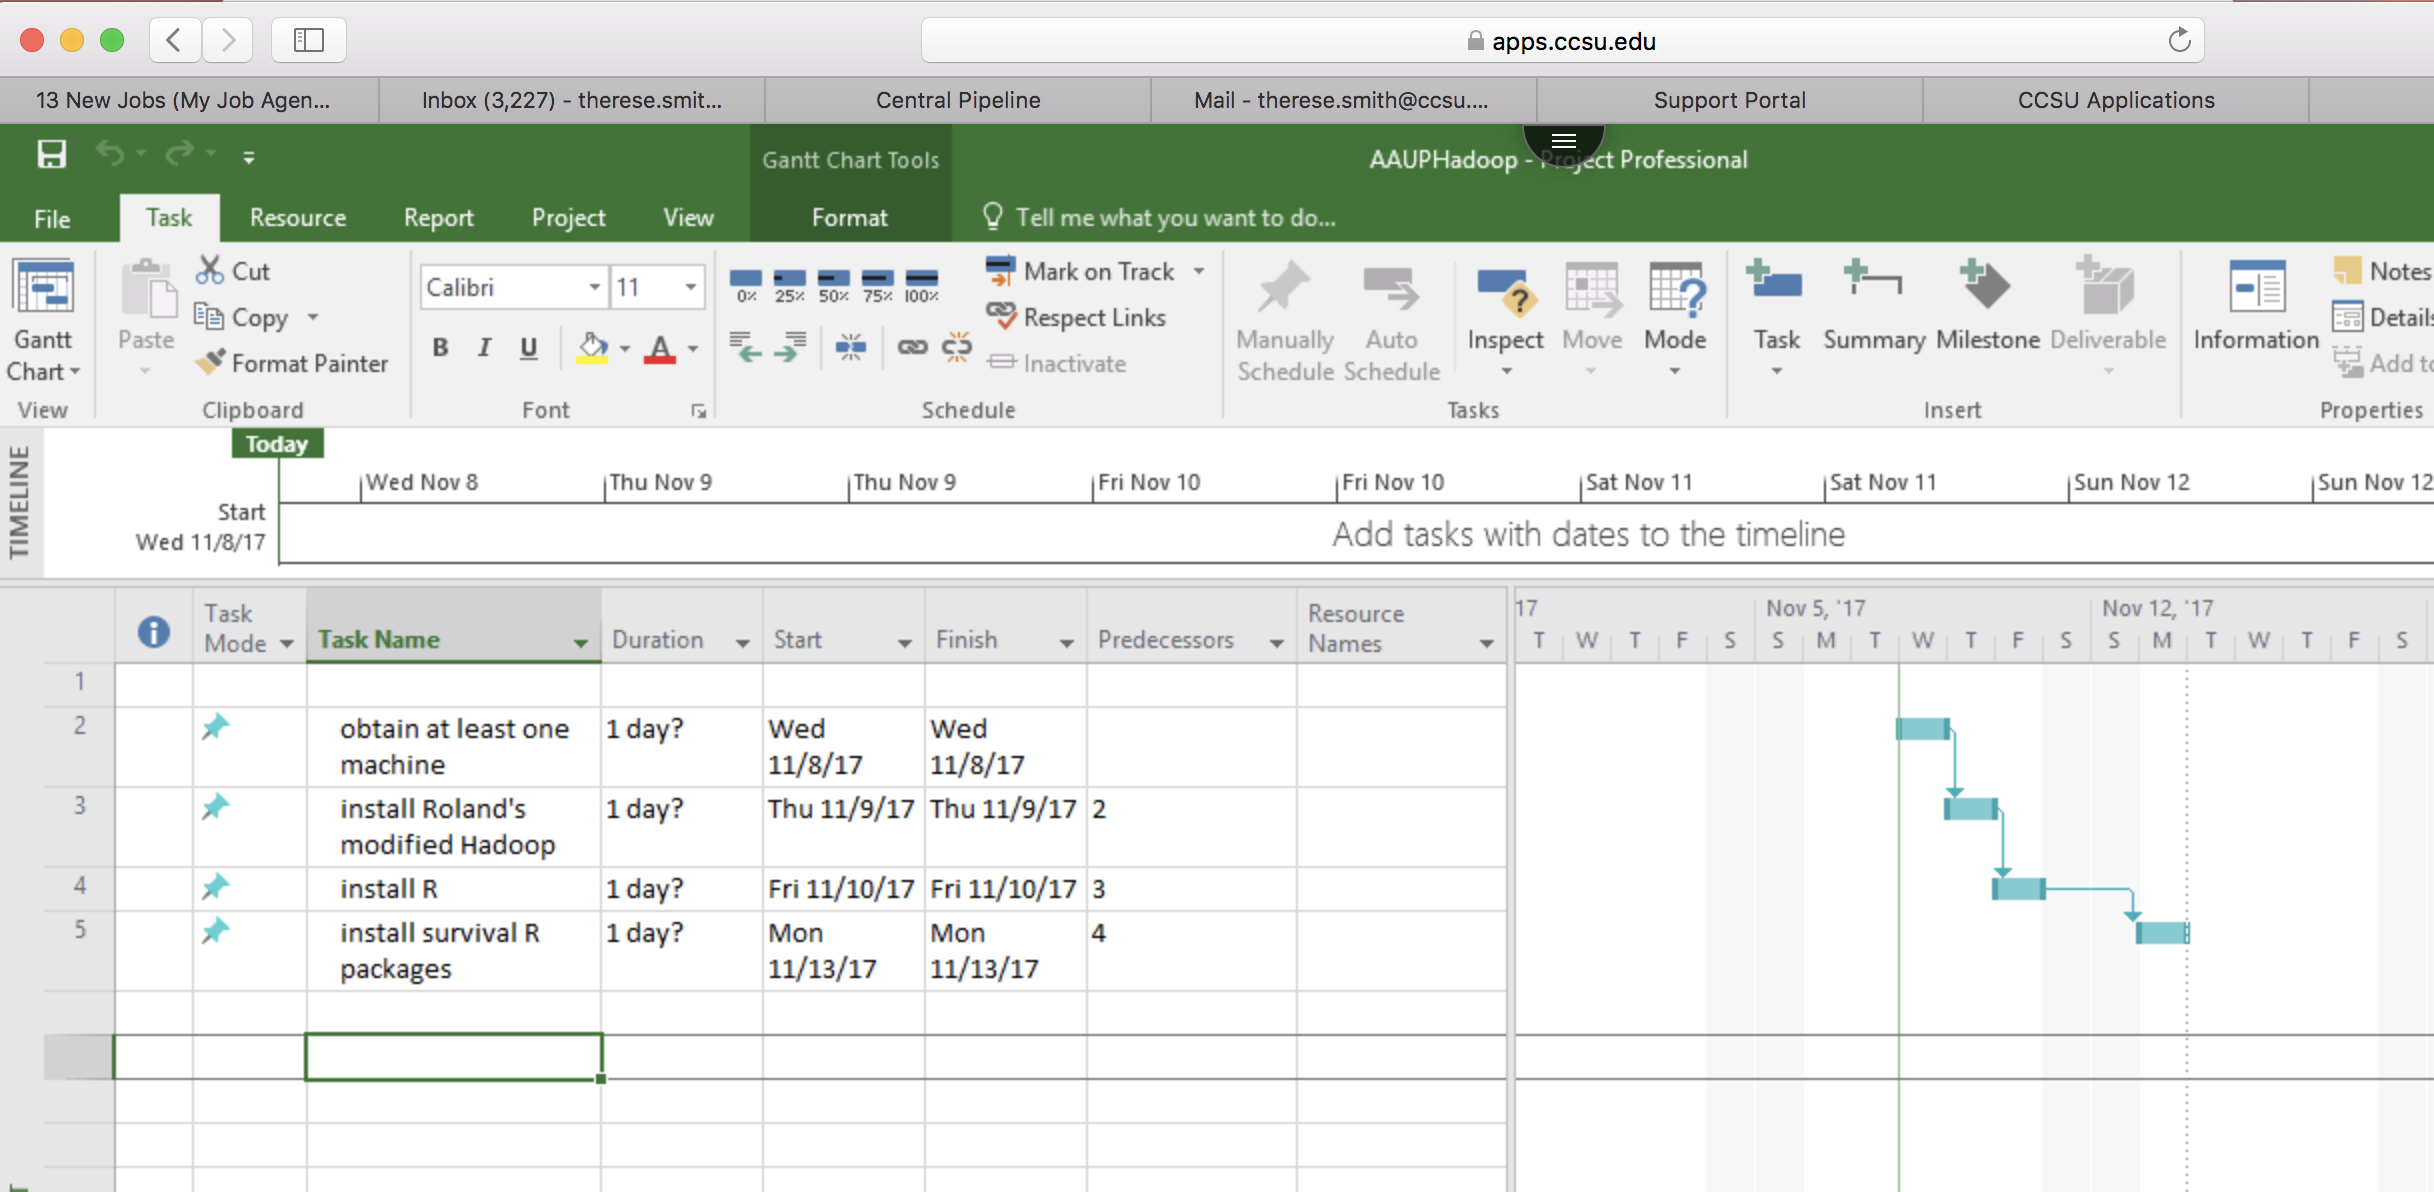 apps.ccsu.edu
13 New Jobs (My Job Agen...
Inbox (3,227) - therese.smit...
Central Pipeline
Mail - therese.smith@ccsu....
Support Portal
CCSU Applications
Gantt Chart Tools
AAUPHadoop - Project Professional
File
Task
Resource
Report
Project
View
Format
Tell me what you want to do...
Gantt
Chart
View
Paste
Cut
Copy
Format Painter
Clipboard
Calibri
11
B I U
A
Font
0% 25% 50% 75% 100%
Mark on Track
Respect Links
Inactivate
Schedule
Manually
Schedule
Auto
Schedule
Inspect
Move
Mode
Tasks
Task
Summary
Milestone
Deliverable
Insert
Information
Notes
Details
Add to
Properties
TIMELINE
Today
Wed Nov 8
Thu Nov 9
Thu Nov 9
Fri Nov 10
Fri Nov 10
Sat Nov 11
Sat Nov 11
Sun Nov 12
Sun Nov 12
Start
Wed 11/8/17
Add tasks with dates to the timeline
Task
Mode
Task Name
Duration
Start
Finish
Predecessors
Resource
Names
17
Nov 5, '17
Nov 12, '17
T W T F S S M T W T F S S M T W T F S
1
2
obtain at least one
machine
1 day?
Wed
11/8/17
Wed
11/8/17
3
install Roland's
modified Hadoop
1 day?
Thu 11/9/17
Thu 11/9/17
2
4
install R
1 day?
Fri 11/10/17
Fri 11/10/17
3
5
install survival R
packages
1 day?
Mon
11/13/17
Mon
11/13/17
4